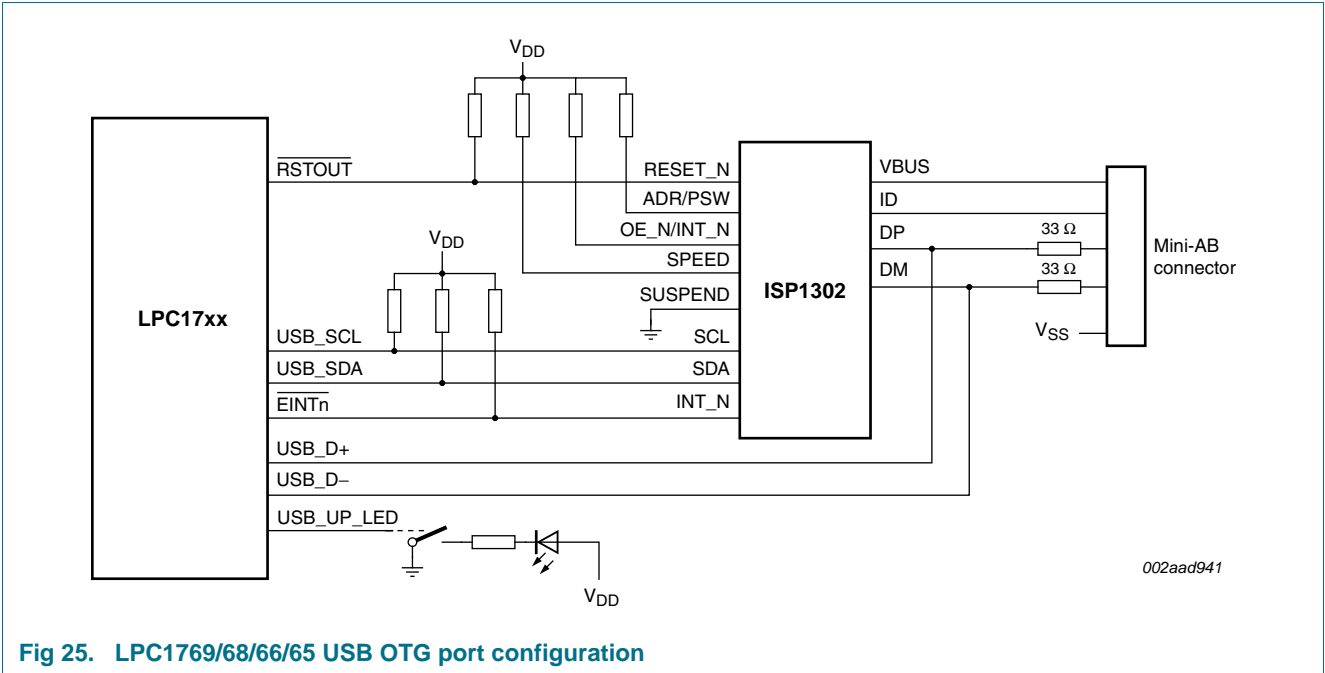 VDD
RSTOUT
RESET_N
VBUS
ADR/PSW
ID
OE_N/INT_N
DP
33 Ω
VDD
SPEED
DM
33 Ω
Mini-AB
connector
SUSPEND
ISP1302
LPC17xx
VSS
USB_SCL
SCL
USB_SDA
SDA
EINTn
INT_N
USB_D+
USB_D−
USB_UP_LED
VDD
002aad941
Fig 25. LPC1769/68/66/65 USB OTG port configuration